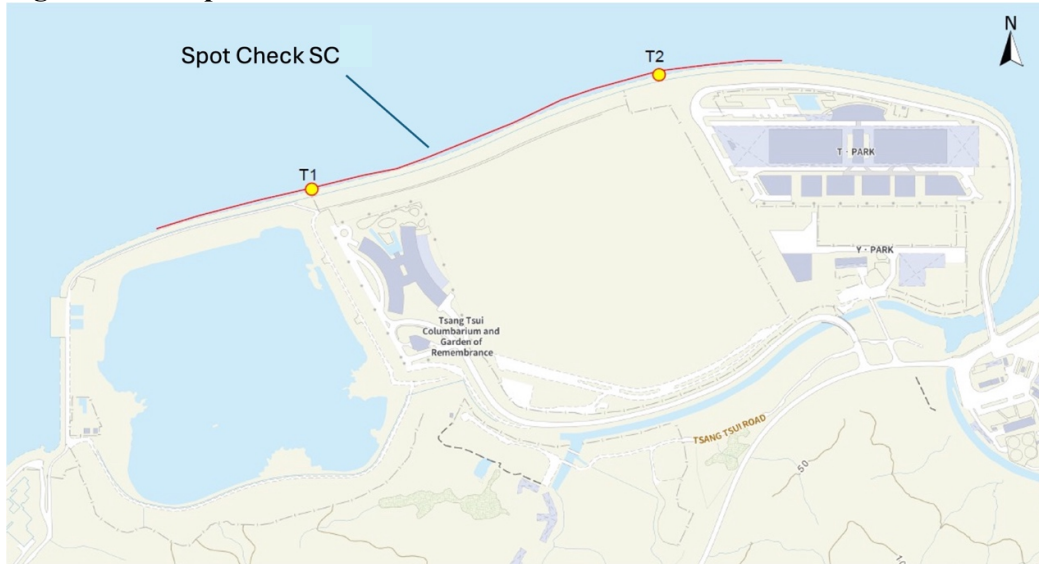 Spot Check SC
T2
N
T1
T · PARK
Y · PARK
Tsang Tsui
Columbarium and
Garden of
Remembrance
TSANG TSUI ROAD
50